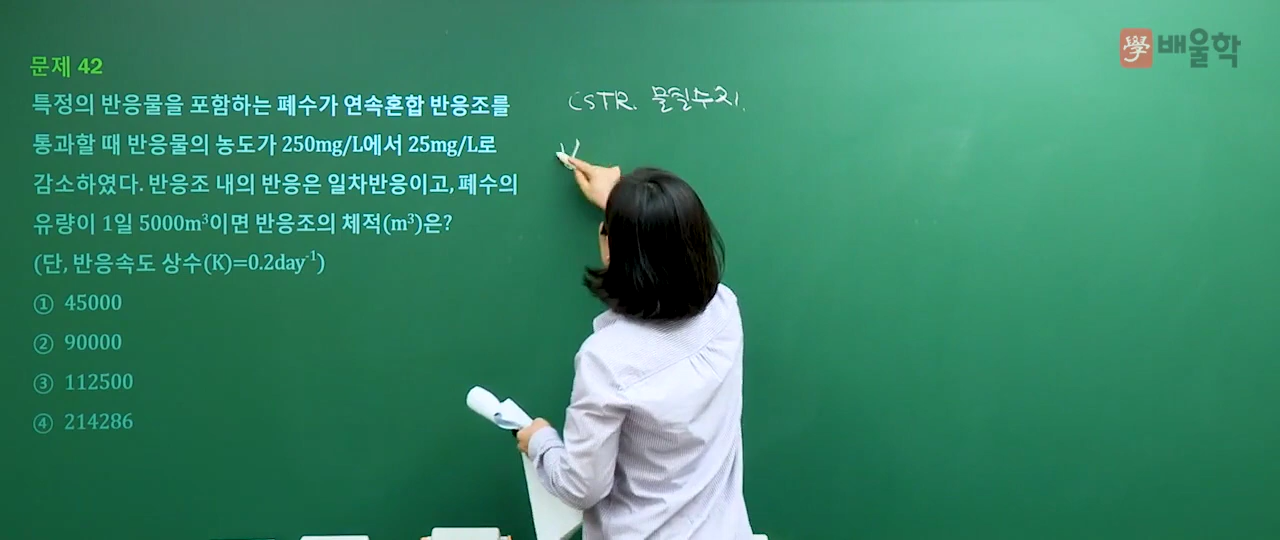 學 배울학
문제 42
특정의 반응물을 포함하는 폐수가 연속혼합 반응조를
통과할 때 반응물의 농도가 250mg/L에서 25mg/L로
감소하였다. 반응조 내의 반응은 일차반응이고, 폐수의
유량이 1일 5000m³이면 반응조의 체적(m³)은?
(단, 반응속도 상수(K)=0.2day⁻¹)
① 45000
② 90000
③ 112500
④ 214286
CSTR. 물질수지.
V